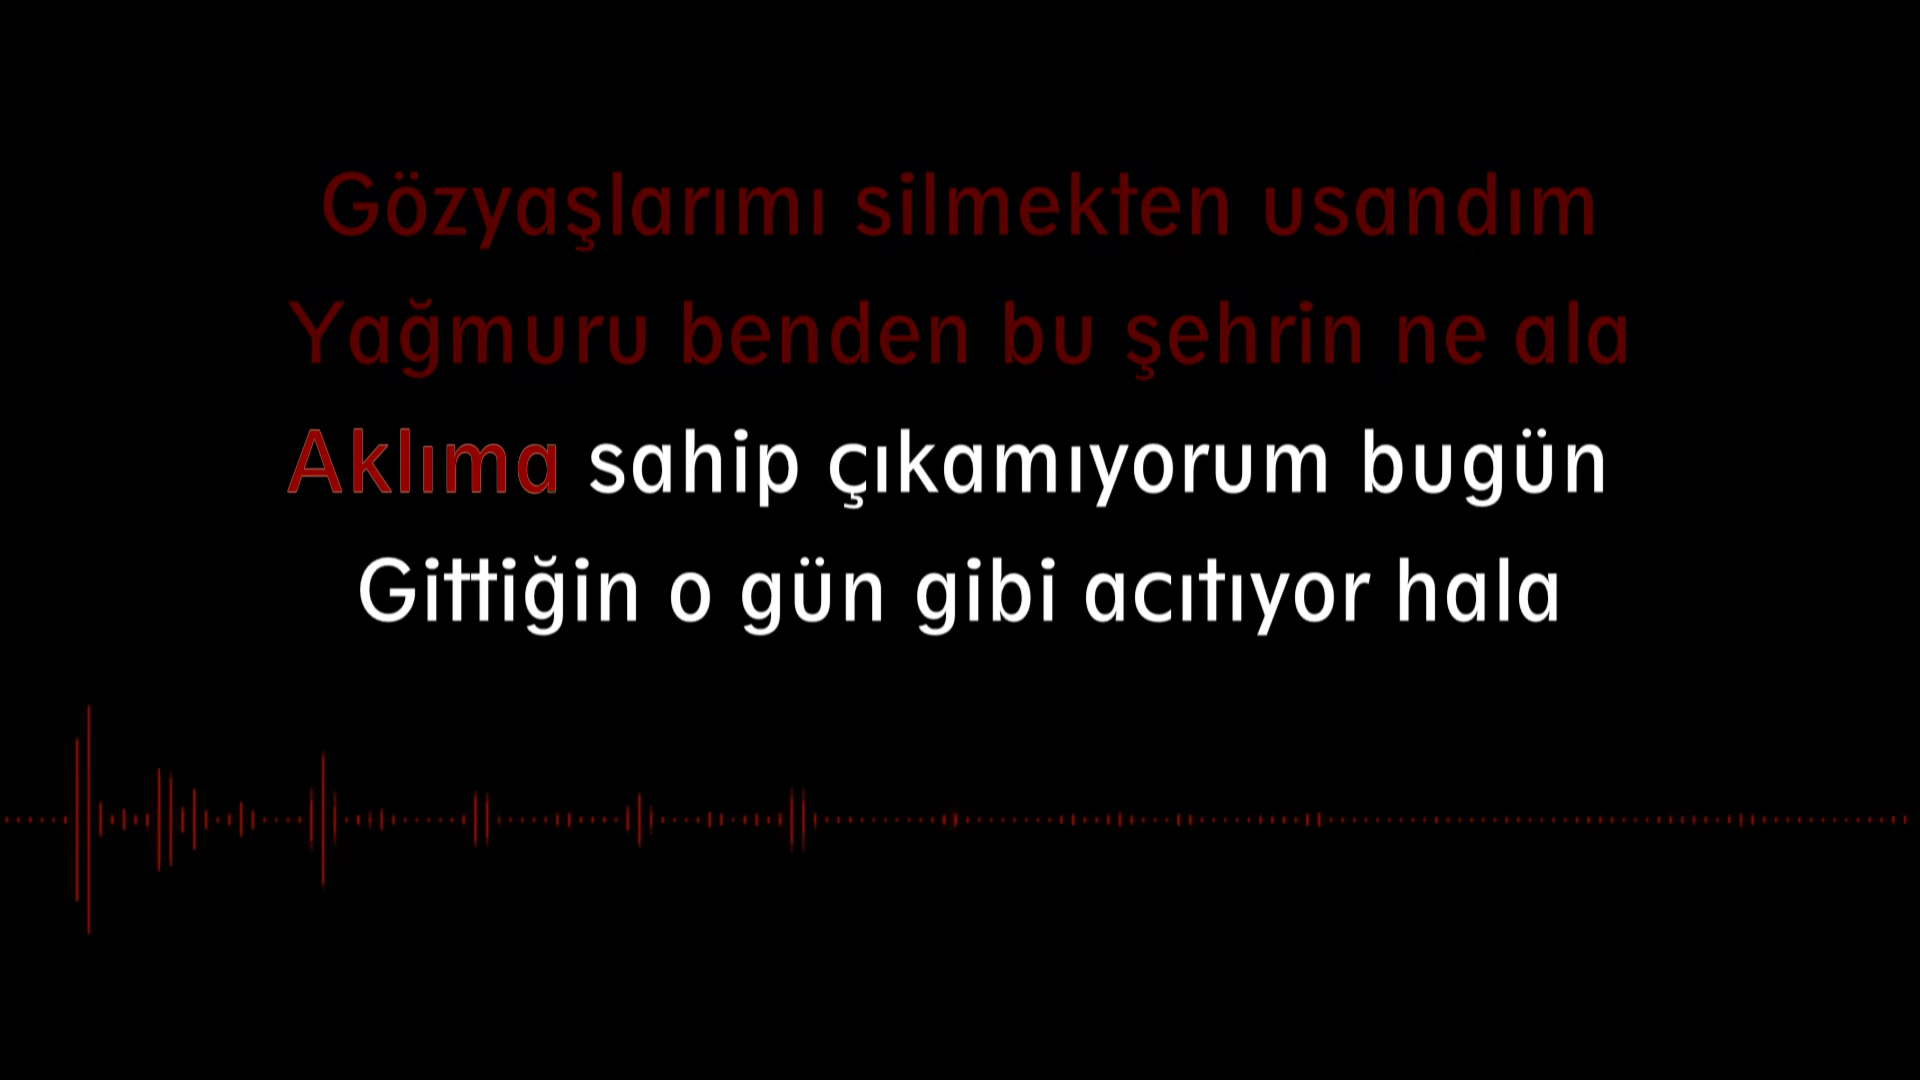 Gözyaşlarımı silmekten usandım
Yağmuru benden bu şehrin ne ala
Aklıma sahip çıkamıyorum bugün
Gittiğin o gün gibi acıtıyor hala